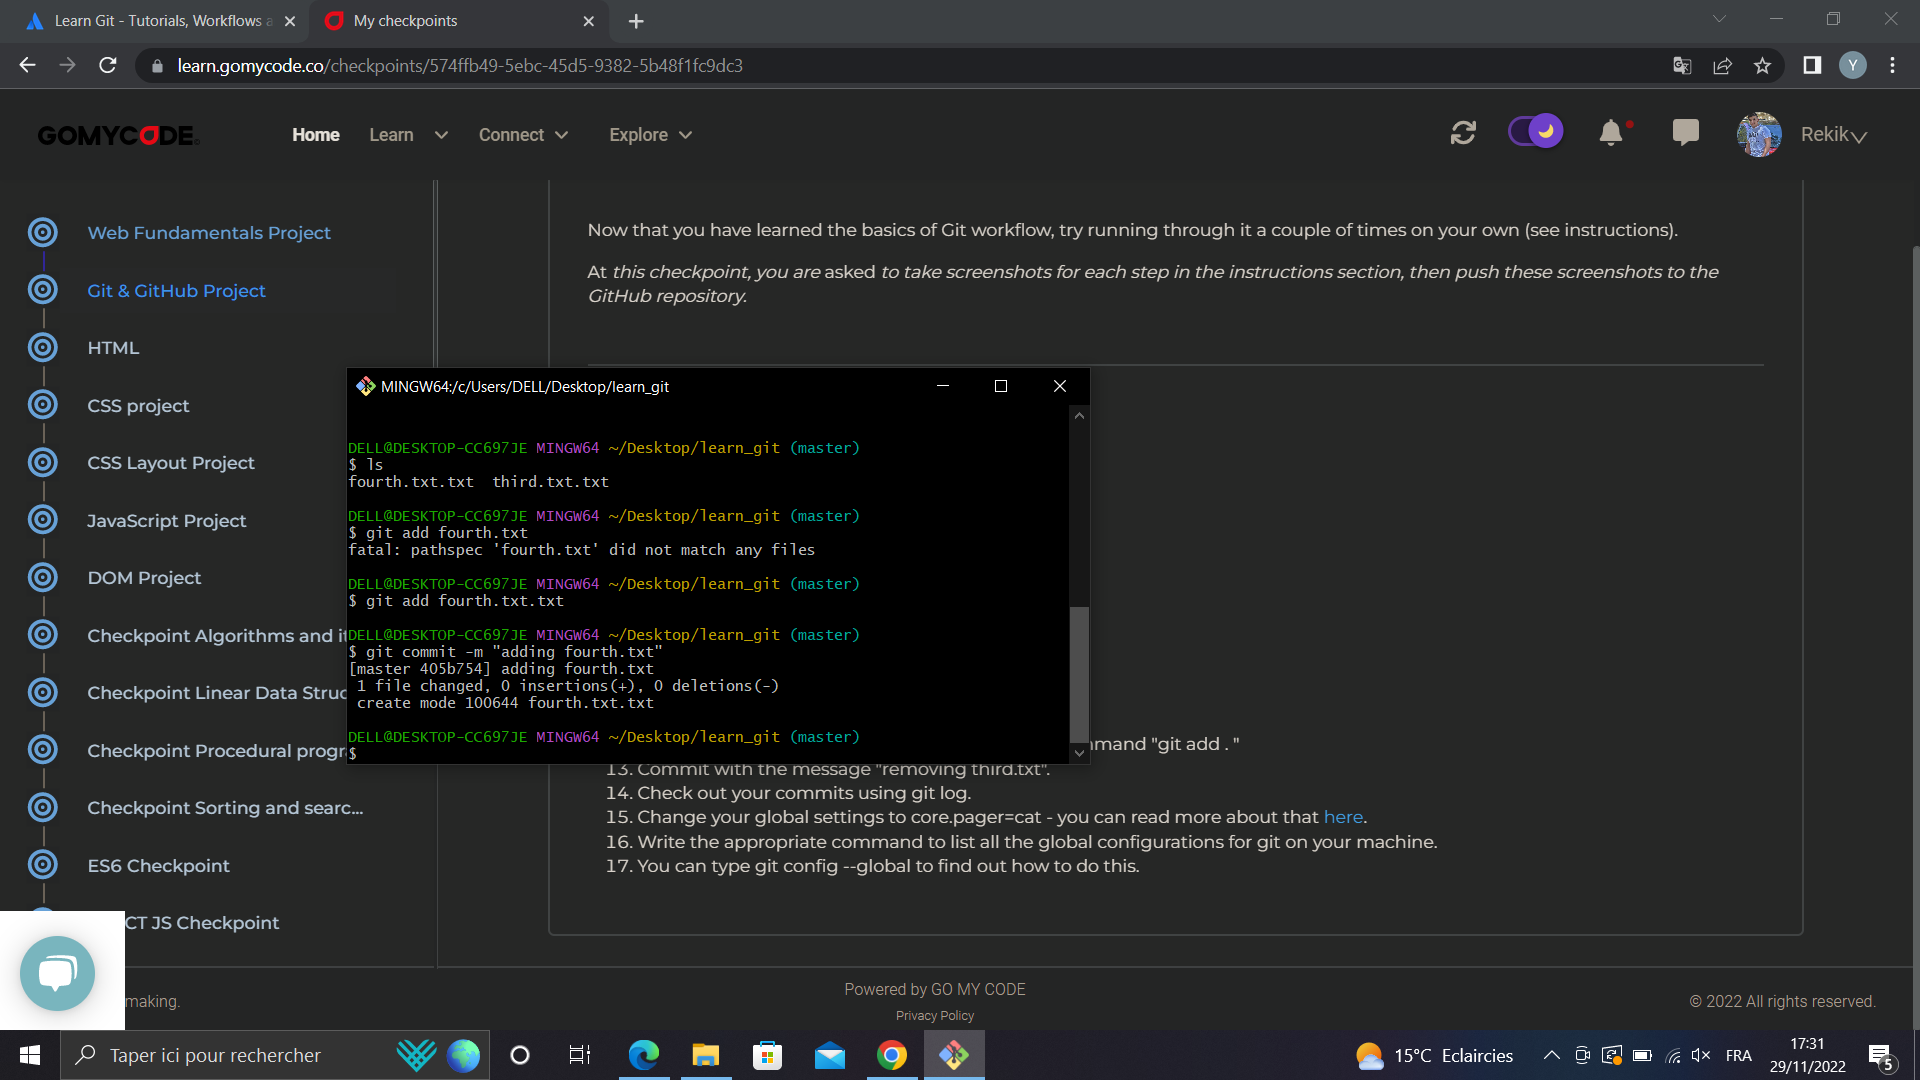 Learn Git - Tutorials, Workflows a
My checkpoints
learn.gomycode.co/checkpoints/574ffb49-5ebc-45d5-9382-5b48f1fc9dc3
Y
GOMYCODE
Home
Learn
Connect
Explore
Rekik
Web Fundamentals Project
Git & GitHub Project
HTML
CSS project
CSS Layout Project
JavaScript Project
DOM Project
Checkpoint Algorithms and it
Checkpoint Linear Data Struc
Checkpoint Procedural progr
Checkpoint Sorting and searc...
ES6 Checkpoint
CT JS Checkpoint
Now that you have learned the basics of Git workflow, try running through it a couple of times on your own (see instructions).
At this checkpoint, you are asked to take screenshots for each step in the instructions section, then push these screenshots to the
GitHub repository.
MINGW64:/c/Users/DELL/Desktop/learn_git
DELL@DESKTOP-CC697JE MINGW64 ~/Desktop/learn_git (master)
$ ls
fourth.txt.txt  third.txt.txt
DELL@DESKTOP-CC697JE MINGW64 ~/Desktop/learn_git (master)
$ git add fourth.txt
fatal: pathspec 'fourth.txt' did not match any files
DELL@DESKTOP-CC697JE MINGW64 ~/Desktop/learn_git (master)
$ git add fourth.txt.txt
DELL@DESKTOP-CC697JE MINGW64 ~/Desktop/learn_git (master)
$ git commit -m "adding fourth.txt"
[master 405b754] adding fourth.txt
1 file changed, 0 insertions(+), 0 deletions(-)
create mode 100644 fourth.txt.txt
DELL@DESKTOP-CC697JE MINGW64 ~/Desktop/learn_git (master)
$
mmand "git add . "
13. Commit with the message "removing third.txt".
14. Check out your commits using git log.
15. Change your global settings to core.pager=cat - you can read more about that here.
16. Write the appropriate command to list all the global configurations for git on your machine.
17. You can type git config --global to find out how to do this.
making.
Powered by GO MY CODE
Privacy Policy
© 2022 All rights reserved.
Taper ici pour rechercher
15°C Eclaircies
FRA
17:31
29/11/2022
5